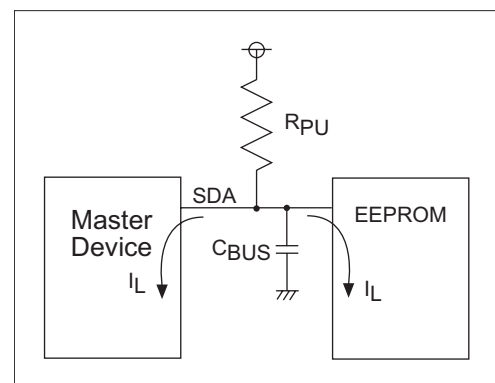 RPU
SDA
Master
Device
EEPROM
CBUS
IL
IL